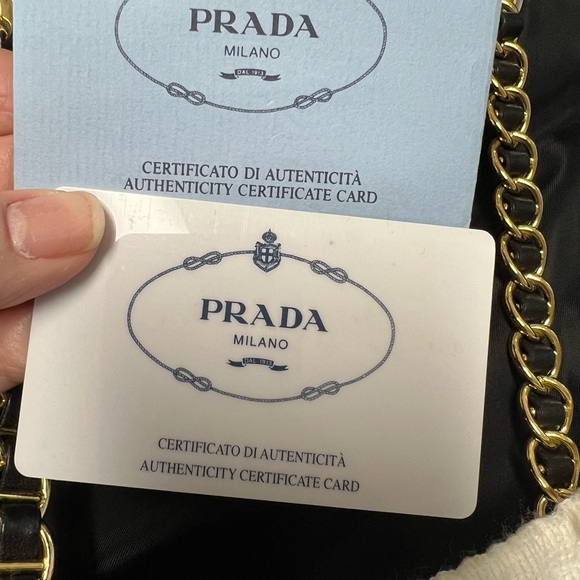 PRADA
MILANO
DAL 1913
CERTIFICATO DI AUTENTICITÀ
AUTHENTICITY CERTIFICATE CARD
PRADA
MILANO
DAL 1913
CERTIFICATO DI AUTENTICITÀ
AUTHENTICITY CERTIFICATE CARD